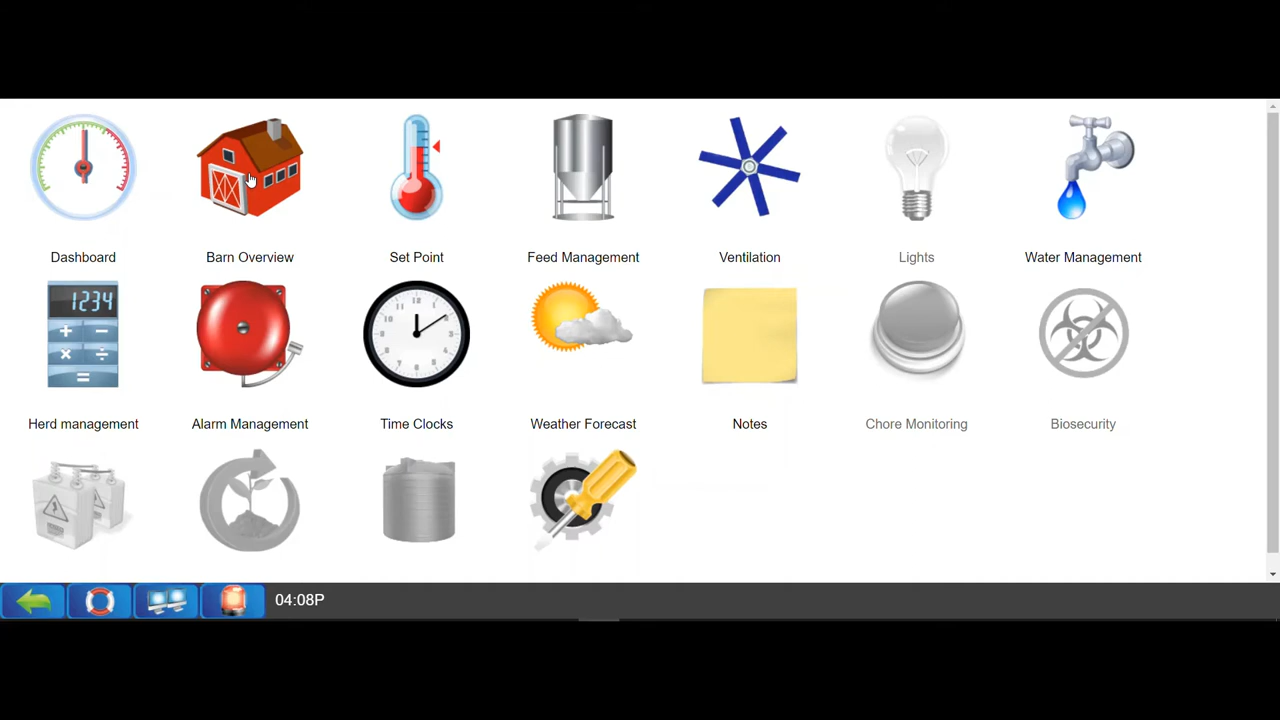 Dashboard
Barn Overview
Set Point
Feed Management
Ventilation
Lights
Water Management
1234
Herd management
Alarm Management
Time Clocks
Weather Forecast
Notes
Chore Monitoring
Biosecurity
04:08P